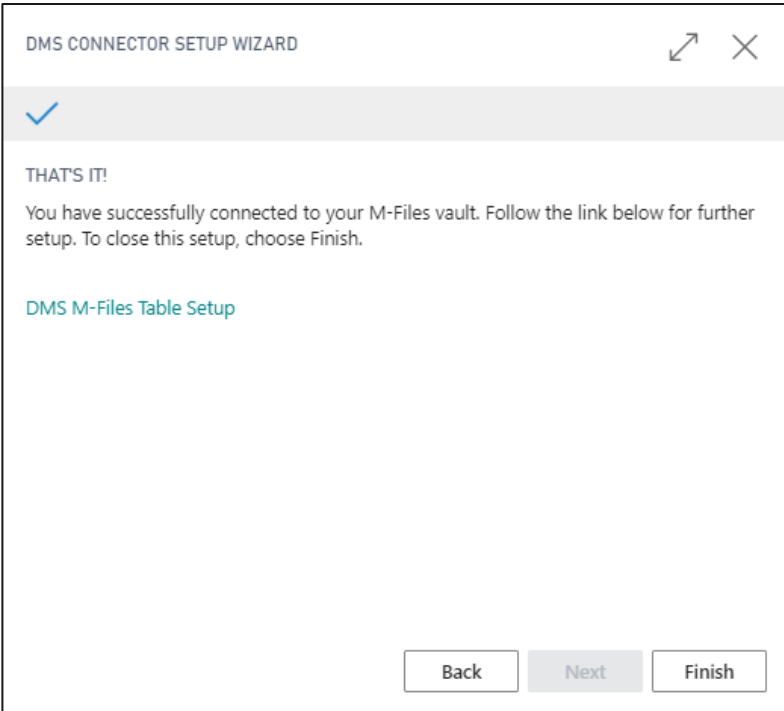 DMS CONNECTOR SETUP WIZARD
THAT'S IT!
You have successfully connected to your M-Files vault. Follow the link below for further
setup. To close this setup, choose Finish.
DMS M-Files Table Setup
Back
Next
Finish